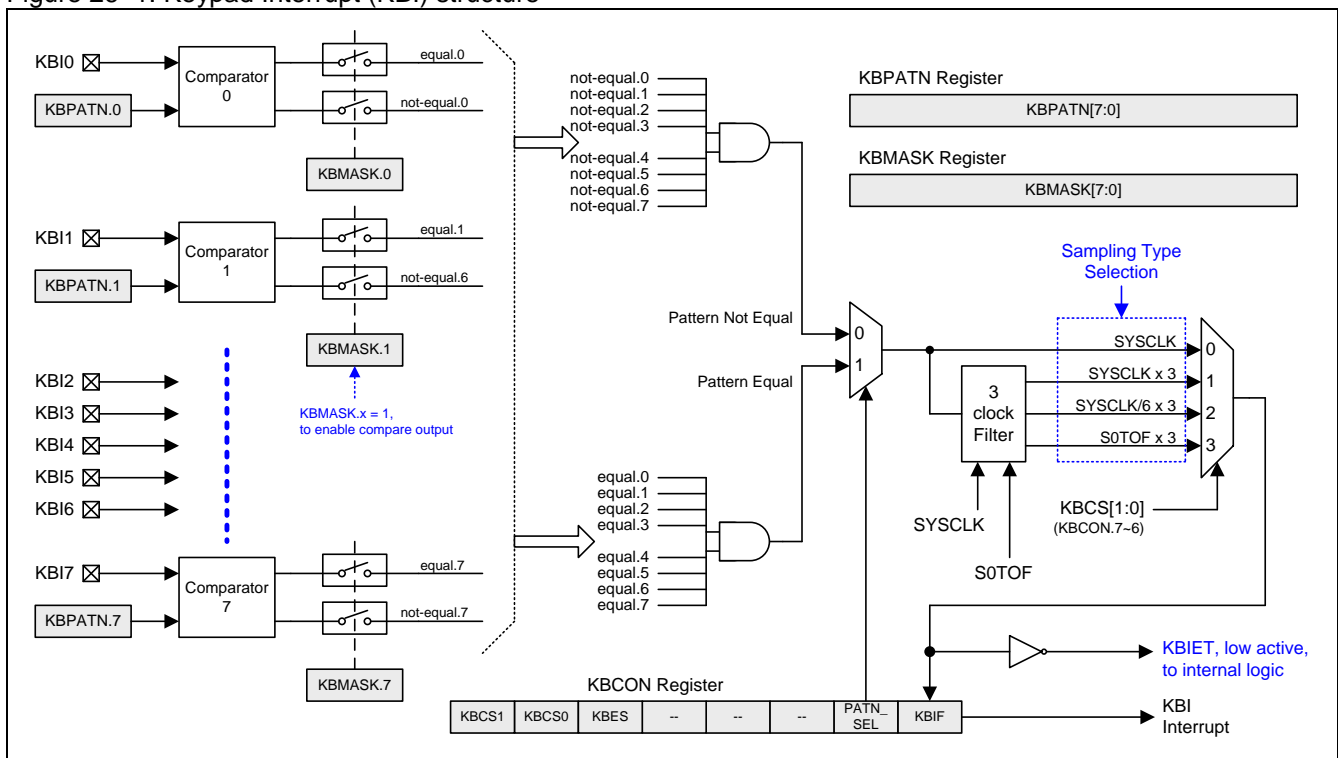 Figure 25-1. Keypad Interrupt (KBI) structure
KBI0
KBPATN.0
Comparator
0
equal.0
not-equal.0
KBMASK.0
KBI1
KBPATN.1
Comparator
1
equal.1
not-equal.6
KBMASK.1
KBMASK.x = 1,
to enable compare output
KBI2
KBI3
KBI4
KBI5
KBI6
KBI7
KBPATN.7
Comparator
7
equal.7
not-equal.7
KBMASK.7
not-equal.0
not-equal.1
not-equal.2
not-equal.3
not-equal.4
not-equal.5
not-equal.6
not-equal.7
Pattern Not Equal
Pattern Equal
0
1
equal.0
equal.1
equal.2
equal.3
equal.4
equal.5
equal.6
equal.7
KBPATN Register
KBPATN[7:0]
KBMASK Register
KBMASK[7:0]
Sampling Type
Selection
3
clock
Filter
SYSCLK
SYSCLK x 3
SYSCLK/6 x 3
S0TOF x 3
0
1
2
3
SYSCLK
S0TOF
KBCS[1:0]
(KBCON.7~6)
KBIET, low active,
to internal logic
KBI
Interrupt
KBCON Register
KBCS1 KBCS0 KBES -- -- -- PATN_
SEL KBIF